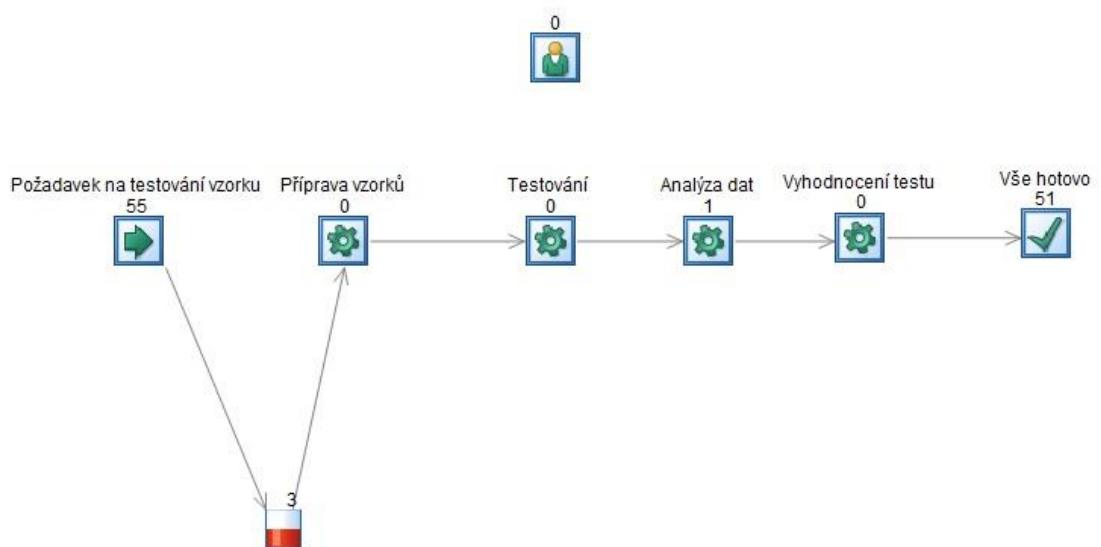 0
Požadavek na testování vzorku
55
Příprava vzorků
0
Testování
0
Analýza dat
1
Vyhodnocení testu
0
Vše hotovo
51
3